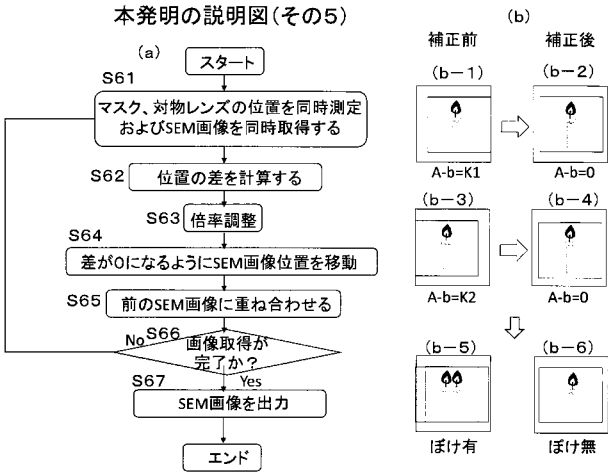 本発明の説明図(その5)
(a)
スタート
S61
マスク、対物レンズの位置を同時測定
およびSEM画像を同時取得する
S62
位置の差を計算する
S63
倍率調整
S64
差が0になるようにSEM画像位置を移動
S65
前のSEM画像に重ね合わせる
No
S66
画像取得が
完了か?
Yes
S67
SEM画像を出力
エンド
(b)
補正前
補正後
(b-1)
(b-2)
A-b=K1
A-b=0
(b-3)
(b-4)
A-b=K2
A-b=0
(b-5)
(b-6)
ぼけ有
ぼけ無